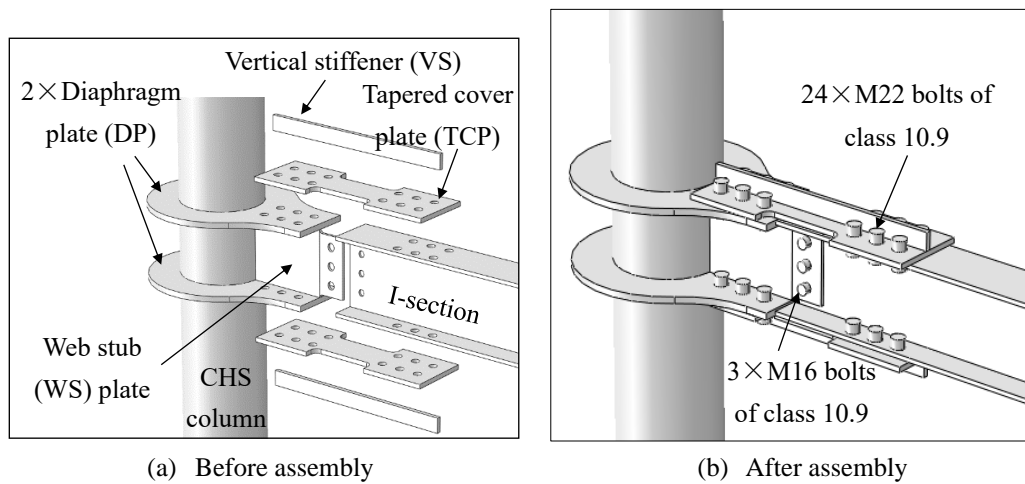 Vertical stiffener (VS)
2×Diaphragm
plate (DP)
Tapered cover
plate (TCP)
I-section
Web stub
(WS) plate
CHS
column
(a) Before assembly
24×M22 bolts of
class 10.9
3×M16 bolts
of class 10.9
(b) After assembly